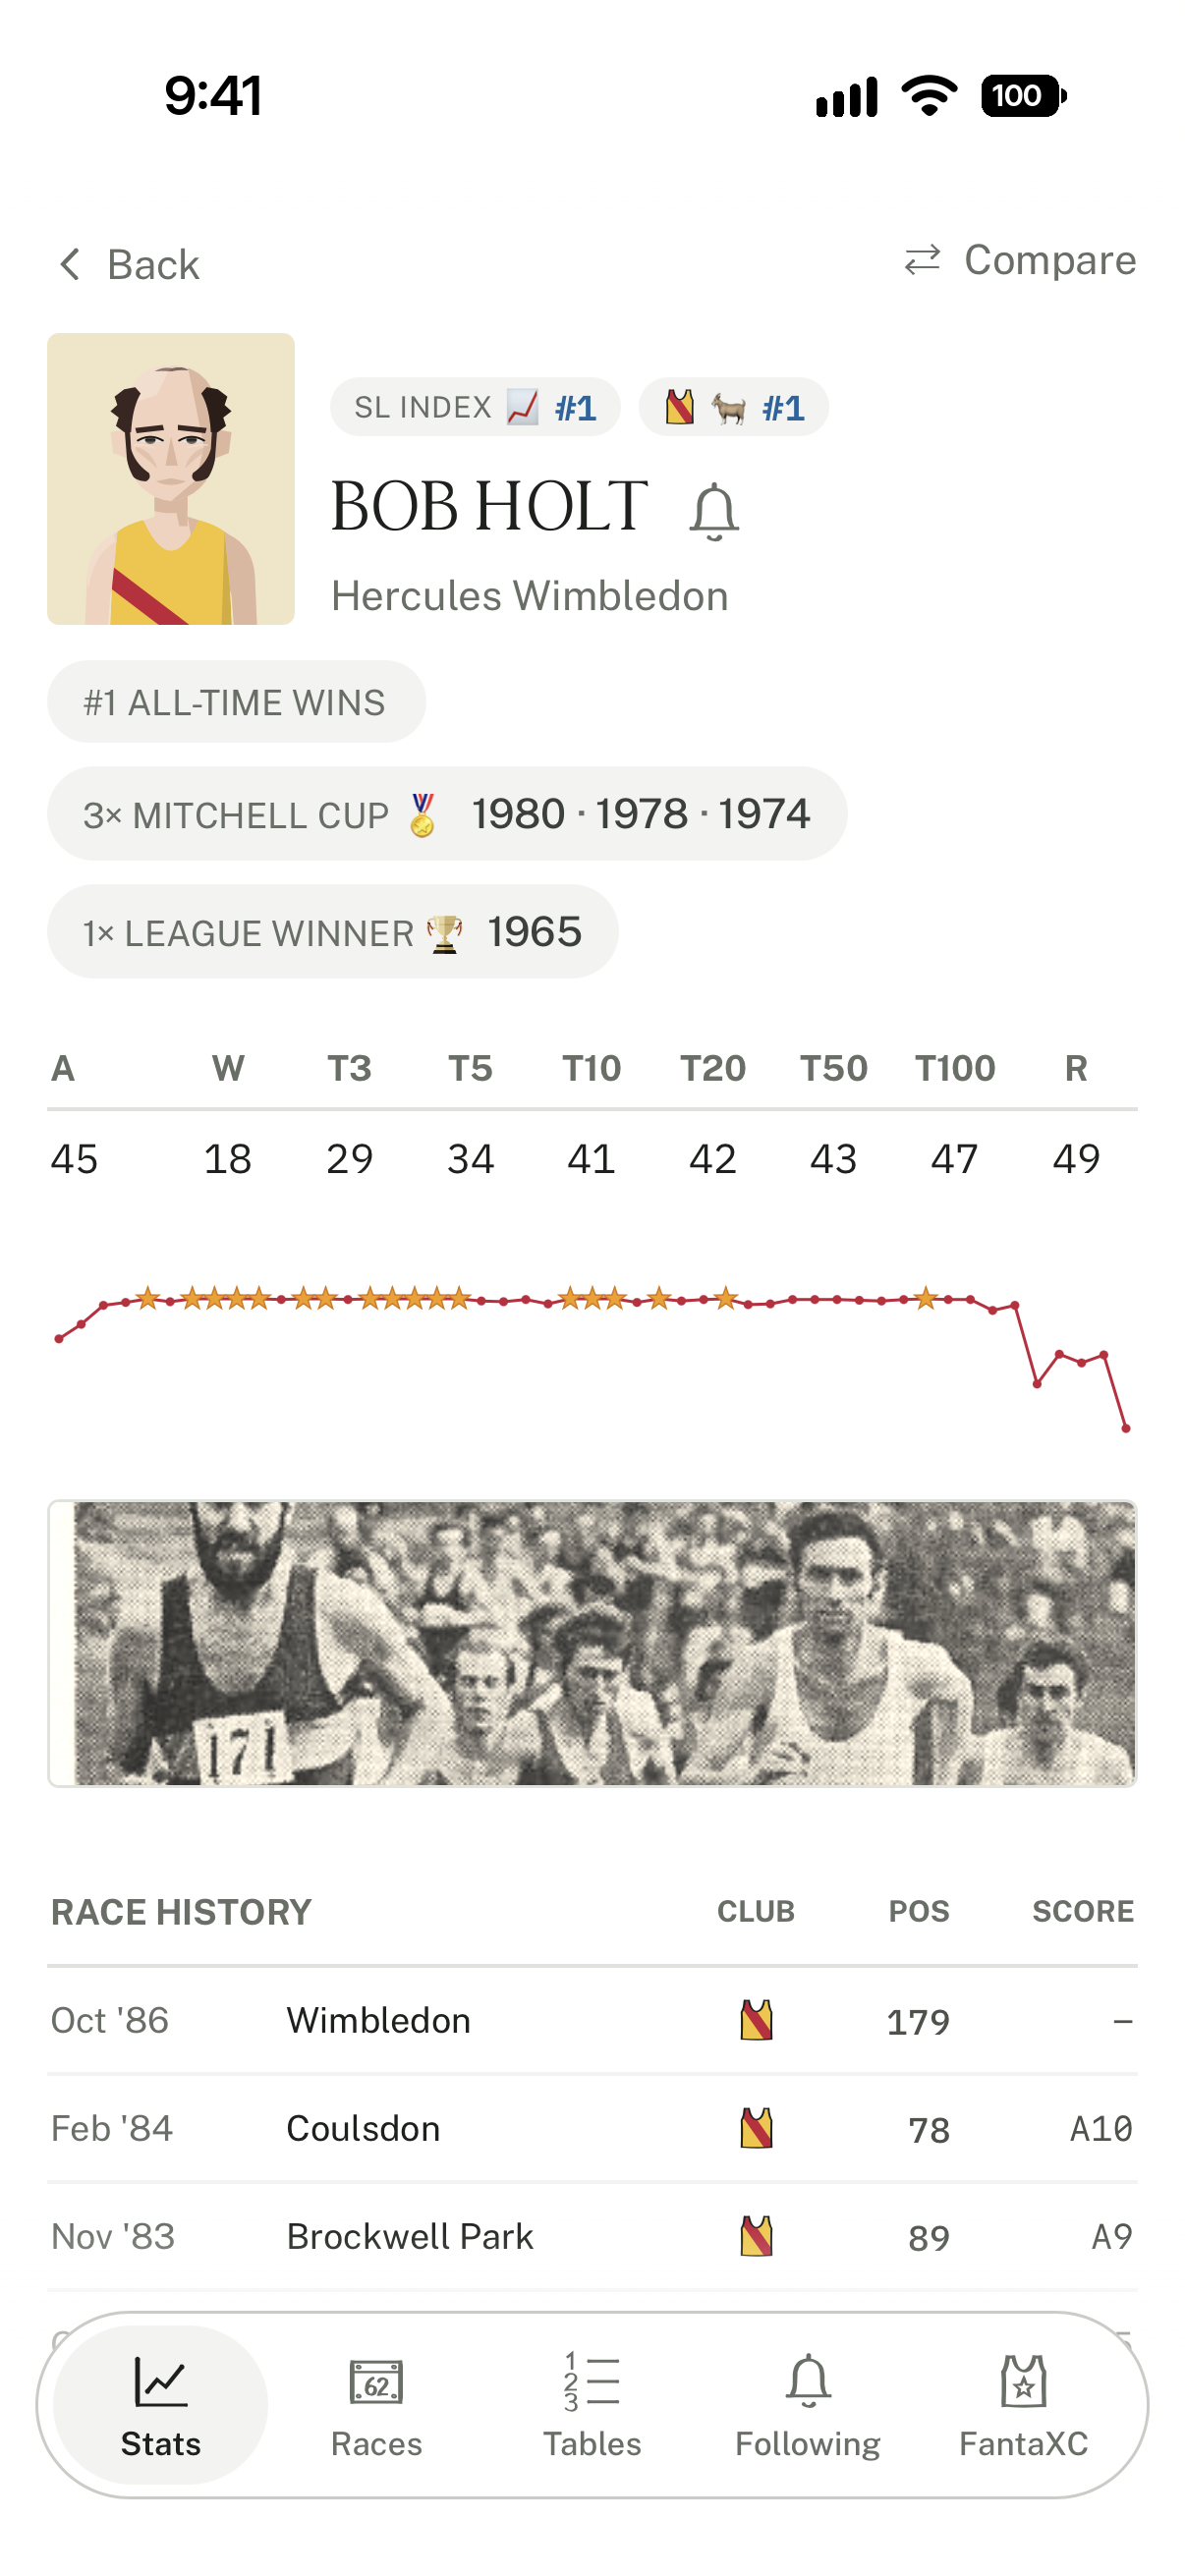 9:41
100
Back
Compare
SL INDEX 📈 #1
🐐 #1
BOB HOLT
Hercules Wimbledon
#1 ALL-TIME WINS
3× MITCHELL CUP 🏅 1980 · 1978 · 1974
1× LEAGUE WINNER 🏆 1965
A W T3 T5 T10 T20 T50 T100 R
45 18 29 34 41 42 43 47 49
171
RACE HISTORY CLUB POS SCORE
Oct '86 Wimbledon 179 –
Feb '84 Coulsdon 78 A10
Nov '83 Brockwell Park 89 A9
62
1
2
3
Stats Races Tables Following FantaXC